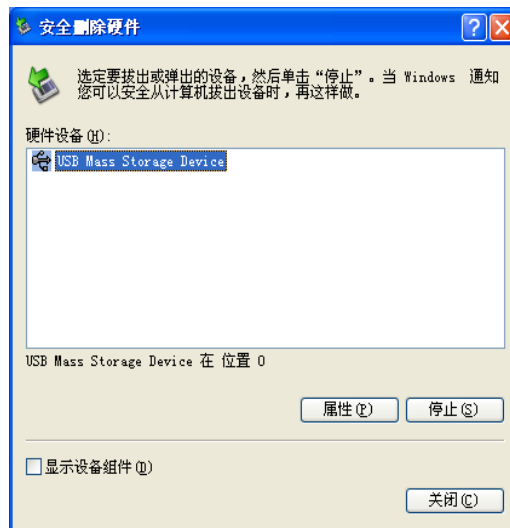 安全删除硬件
选定要拔出或弹出的设备，然后单击“停止”。当 Windows 通知
您可以安全从计算机拔出设备时，再这样做。
硬件设备(H):
USB Mass Storage Device
USB Mass Storage Device 在 位置 0
属性(P) 停止(S)
显示设备组件(D)
关闭(C)